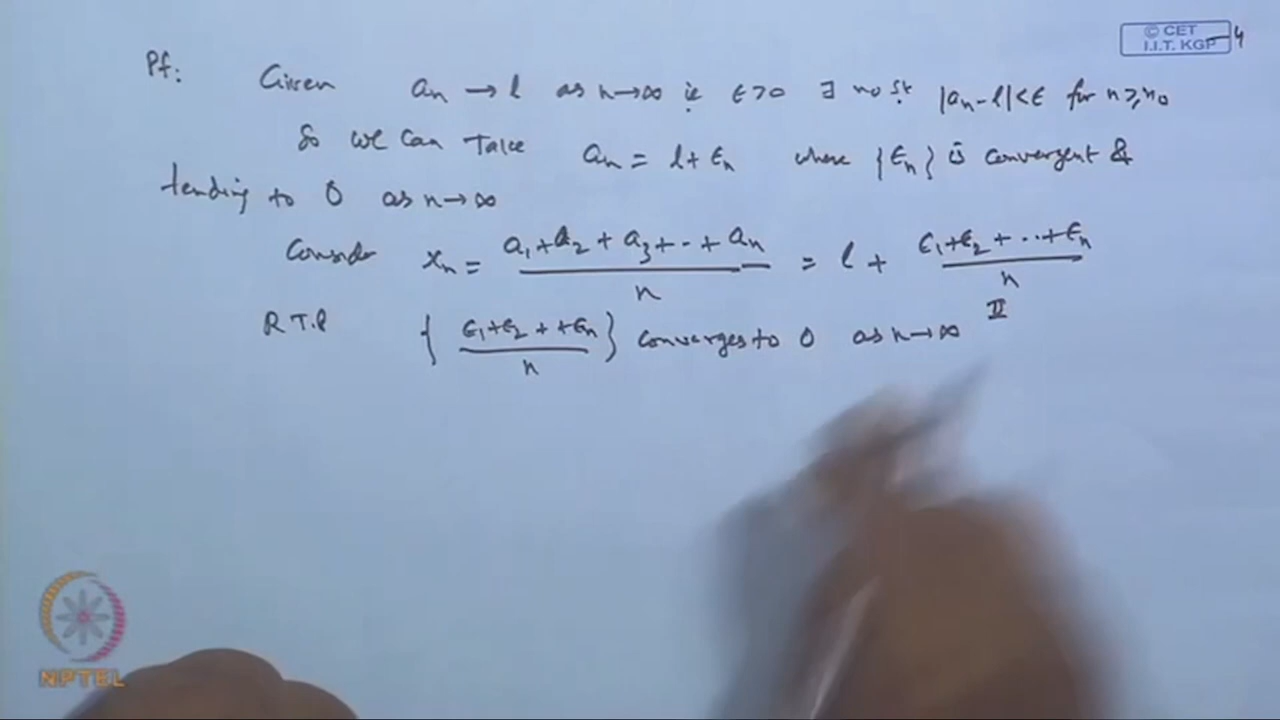 © CET
I.I.T. KGP 4
Pf: Given an → l as n→∞ ie ε>0 ∃ n0 st |an - l| < ε for n ≥ n0
So we can take an = l + εn where {εn} is convergent &
tending to 0 as n→∞
Consider xn = (a1+a2+a3+..+an)/n = l + (ε1+ε2+..+εn)/n
II
R.T.P {(ε1+ε2+ +εn)/n} converges to 0 as n→∞
NPTEL